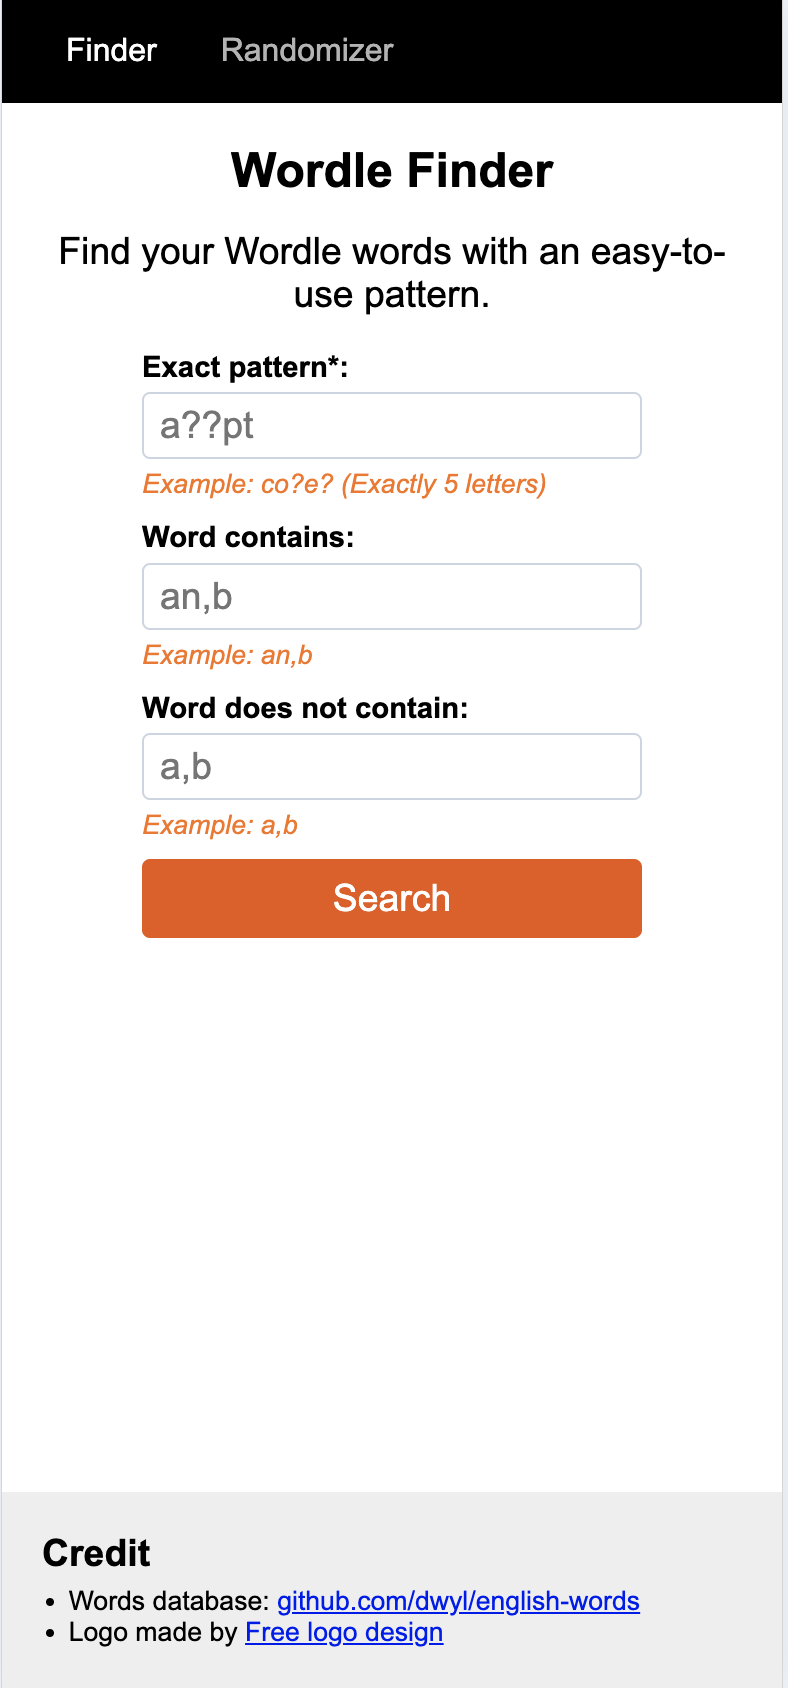 Finder Randomizer
Wordle Finder
Find your Wordle words with an easy-to-
use pattern.
Exact pattern*:
a??pt
Example: co?e? (Exactly 5 letters)
Word contains:
an,b
Example: an,b
Word does not contain:
a,b
Example: a,b
Search
Credit
• Words database: github.com/dwyl/english-words
• Logo made by Free logo design